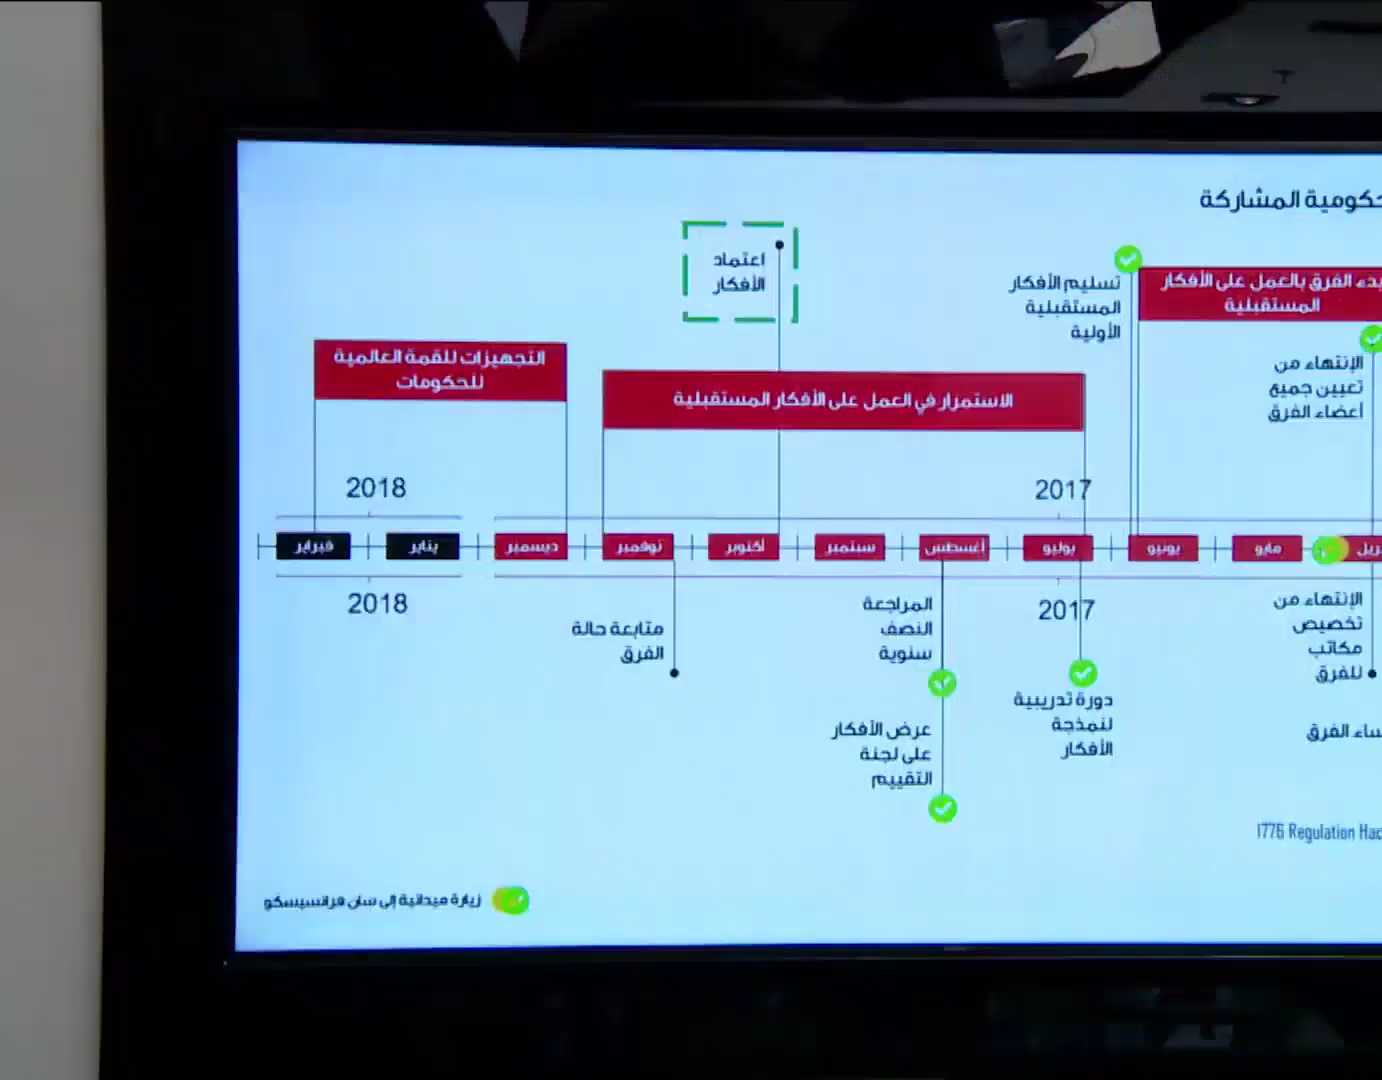 المشاركة
اعتماد
الأفكار
تسليم الأفكار
المستقبلية
الأولية
الفرق بالعمل على الأفكار
المستقبلية
الإنتهاء من
تعيين جميع
أعضاء الفرق
التجهيزات للقمة العالمية
للحكومات
الاستمرار في العمل على الأفكار المستقبلية
2017
2018
مايو
يونيو
يوليو
أغسطس
سبتمبر
أكتوبر
نوفمبر
ديسمبر
يناير
فبراير
2017
2018
الإنتهاء من
تخصيص
مكاتب
للفرق
المراجعة
النصف
سنوية
متابعة حالة
الفرق
دورة تدريبية
لنمذجة
الأفكار
عرض الأفكار
على لجنة
التقييم
الفرق
1776 Regulation
زيارة ميدانية إلى سان فرانسيسكو